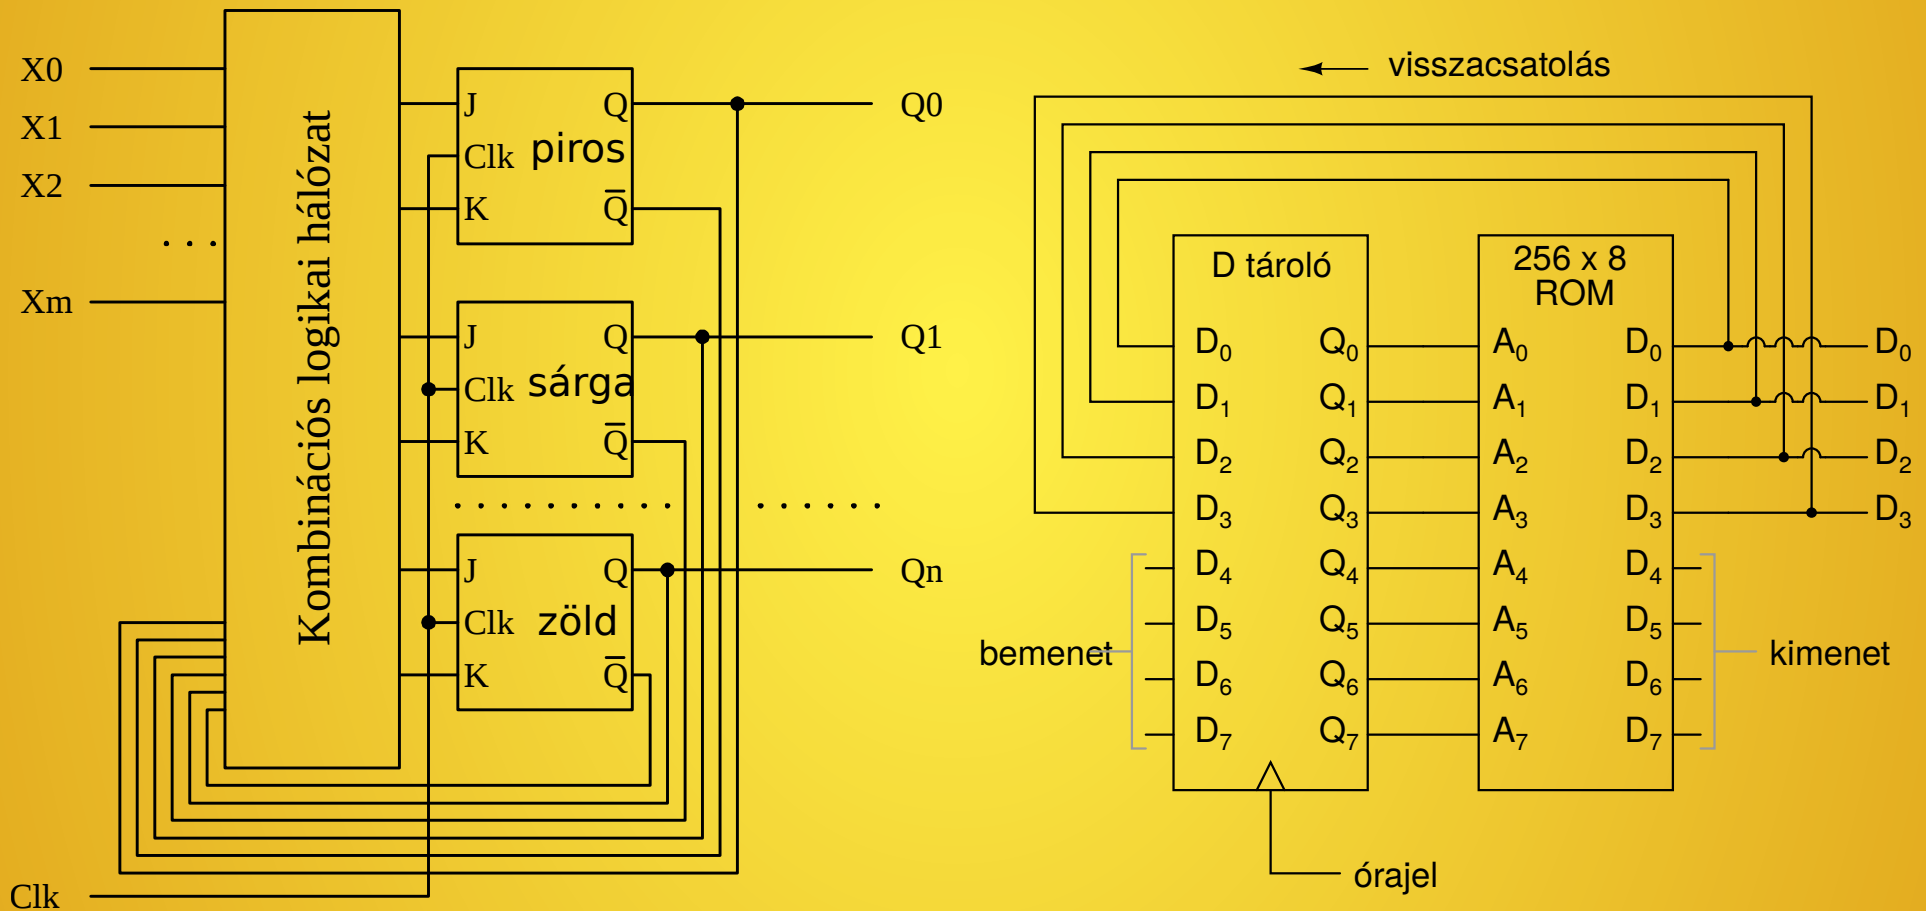 X0
X1
X2
. . .
Xm
Kombinációs logikai hálózat
J Q
Clk piros
K Q̅
Q0
J Q
Clk sárga
K Q̅
Q1
. . . . . . . . . . . . . . . .
J Q
Clk zöld
K Q̅
Qn
Clk
visszacsatolás
D tároló
256 x 8
ROM
D₀ Q₀ A₀ D₀ D₀
D₁ Q₁ A₁ D₁ D₁
D₂ Q₂ A₂ D₂ D₂
D₃ Q₃ A₃ D₃ D₃
D₄ Q₄ A₄ D₄
D₅ Q₅ A₅ D₅
bemenet
kimenet
D₆ Q₆ A₆ D₆
D₇ Q₇ A₇ D₇
órajel